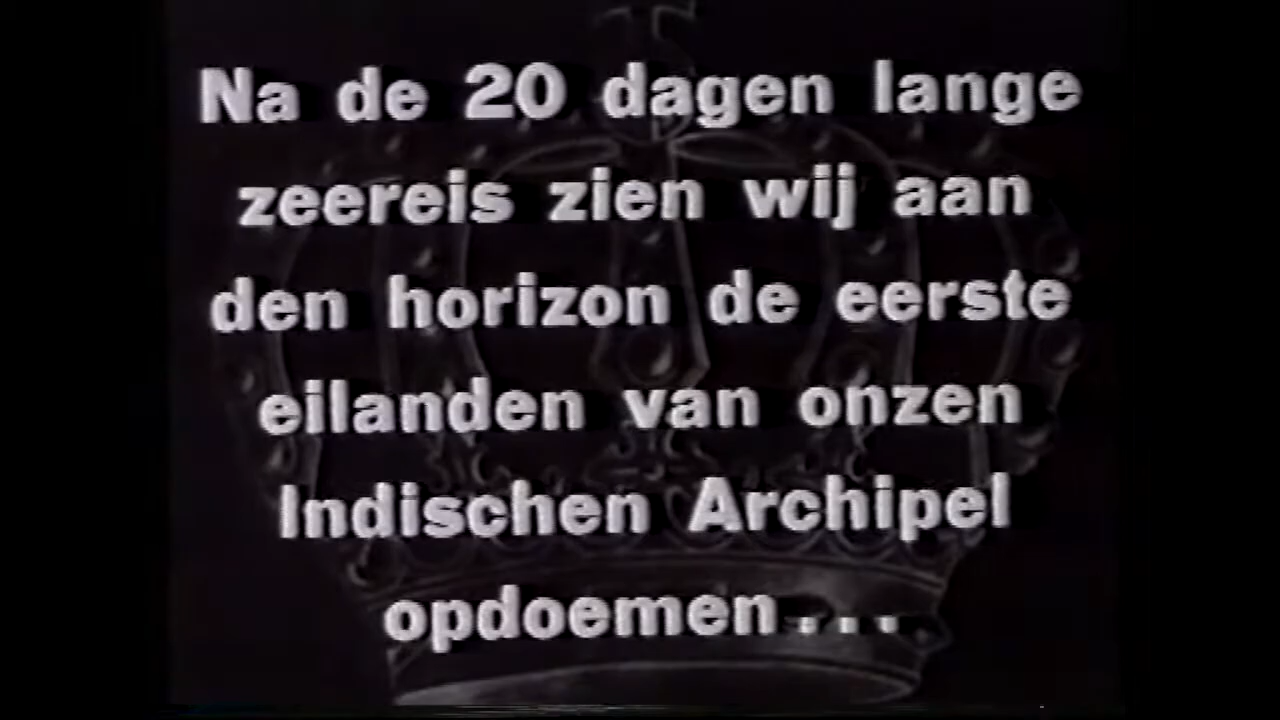 Na de 20 dagen lange
zeereis zien wij aan
den horizon de eerste
eilanden van onzen
Indischen Archipel
opdoemen...